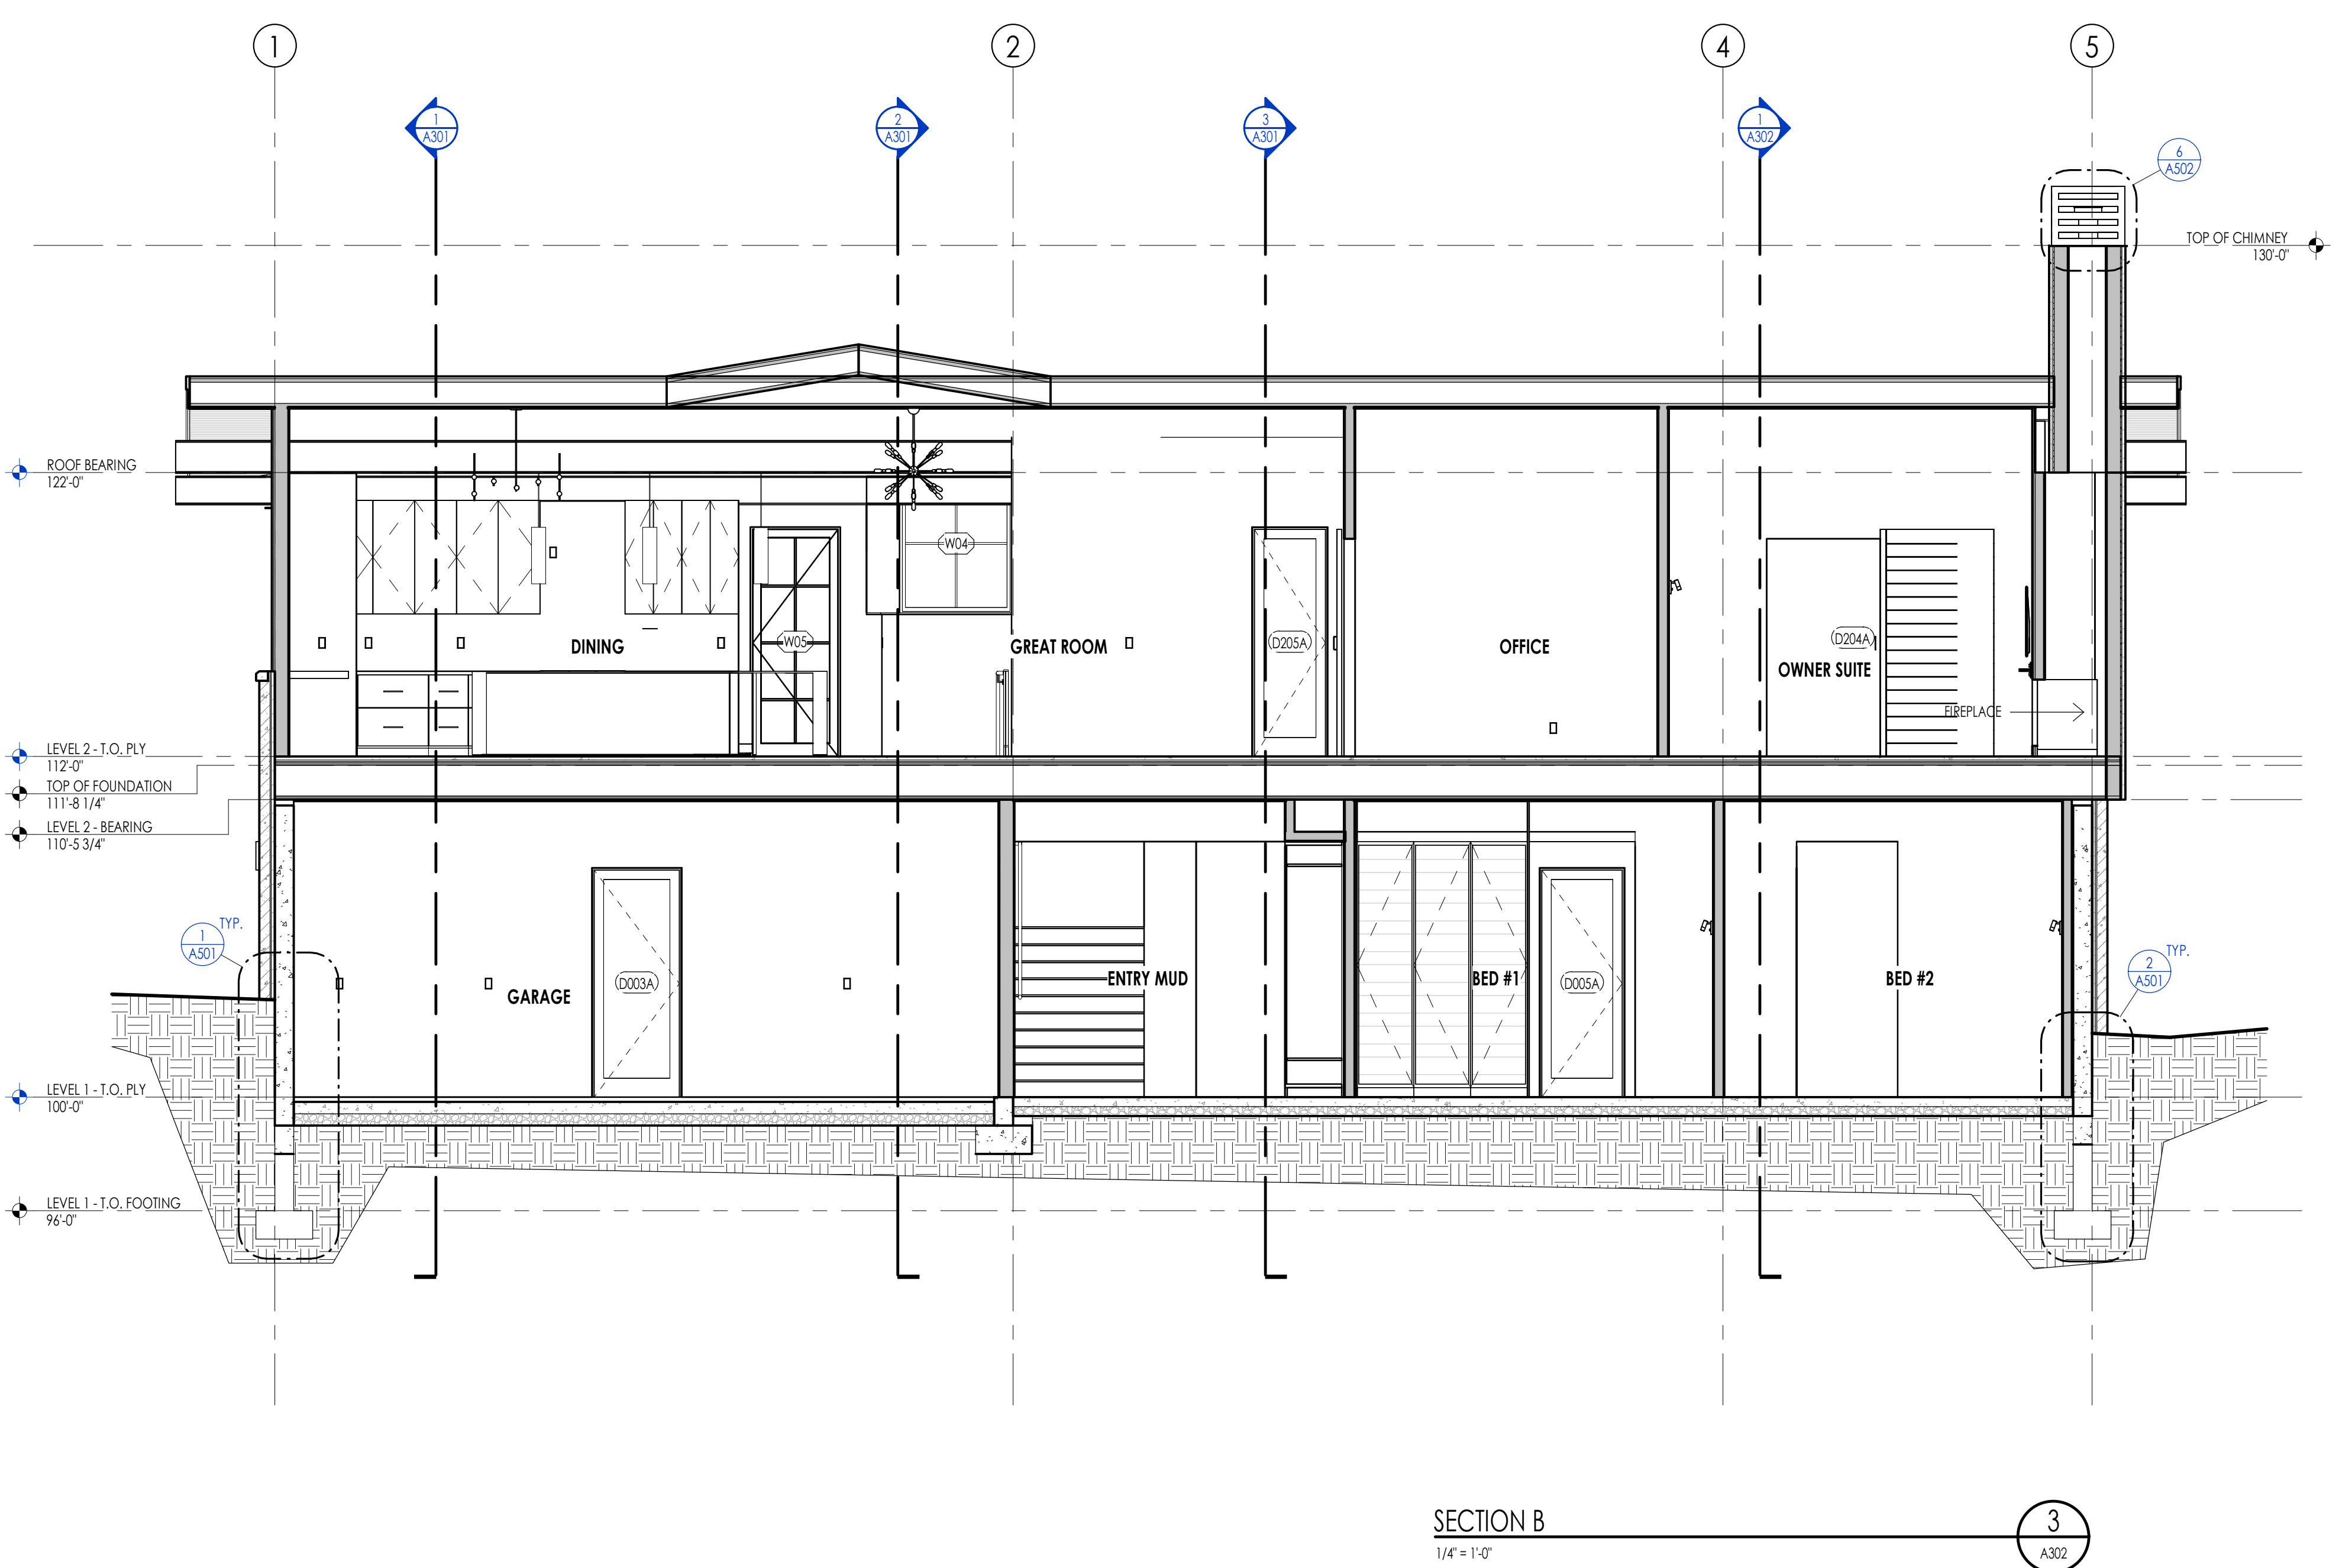 1
2
4
5
1
A301
2
A301
3
A301
1
A302
6
A502
TOP OF CHIMNEY
130'-0"
ROOF BEARING
122'-0"
W04
DINING
W05
GREAT ROOM
D205A
OFFICE
D204A
OWNER SUITE
FIREPLACE
LEVEL 2 - T.O. PLY
112'-0"
TOP OF FOUNDATION
111'-8 1/4"
LEVEL 2 - BEARING
110'-5 3/4"
1
A501
TYP.
GARAGE
D003A
ENTRY MUD
BED #1
D005A
BED #2
2
A501
TYP.
LEVEL 1 - T.O. PLY
100'-0"
LEVEL 1 - T.O. FOOTING
96'-0"
SECTION B
1/4" = 1'-0"
3
A302